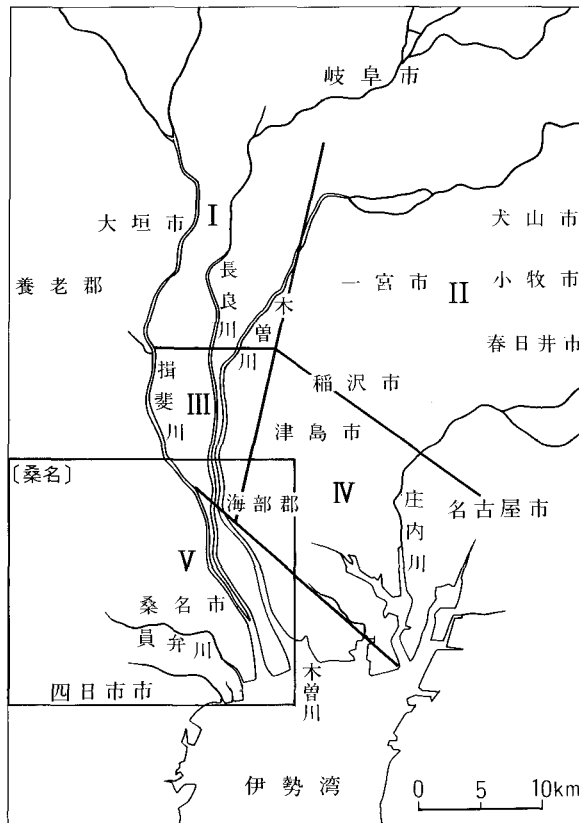 岐阜市
大垣市
I
犬山市
養老郡
長良川
一宮市
II
小牧市
木曽川
春日井市
揖斐川
III
稲沢市
津島市
〔桑名〕
海部郡
IV
庄内川
名古屋市
V
桑名市
員弁川
木曽川
四日市市
伊勢湾
0 5 10km